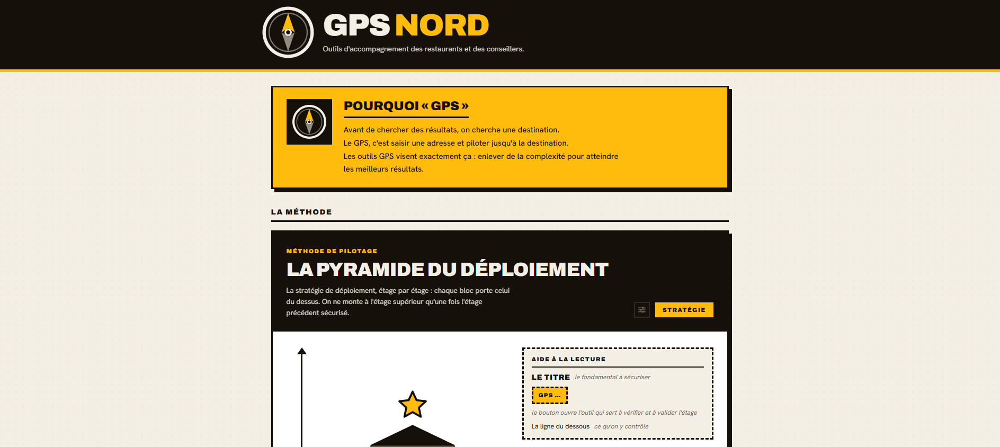 GPS NORD
Outils d'accompagnement des restaurants et des conseillers.
POURQUOI « GPS »
Avant de chercher des résultats, on cherche une destination.
Le GPS, c'est saisir une adresse et piloter jusqu'à la destination.
Les outils GPS visent exactement ça : enlever de la complexité pour atteindre
les meilleurs résultats.
LA MÉTHODE
MÉTHODE DE PILOTAGE
LA PYRAMIDE DU DÉPLOIEMENT
La stratégie de déploiement, étage par étage : chaque bloc porte celui
du dessus. On ne monte à l'étage supérieur qu'une fois l'étage
précédent sécurisé.
STRATÉGIE
AIDE À LA LECTURE
LE TITRE le fondamental à sécuriser
GPS ...
le bouton ouvre l'outil qui sert à vérifier et à valider l'étage
La ligne du dessous ce qu'on y contrôle